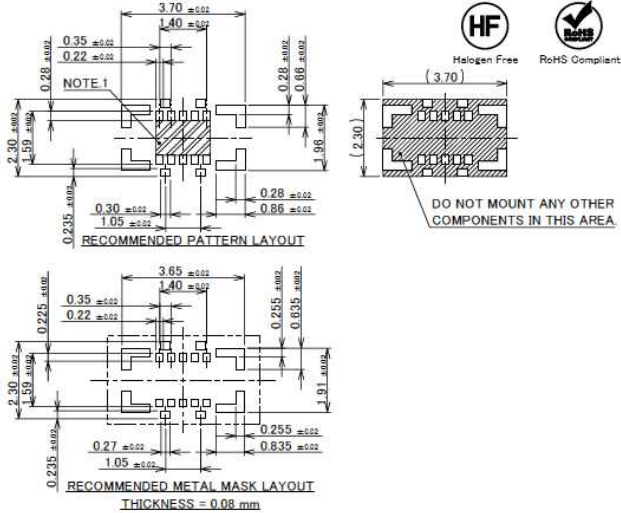 3.70 ±0.02
1.40 ±0.02
0.35 ±0.02
0.22 ±0.02
0.28 ±0.02
NOTE.1
0.28 ±0.02
0.66 ±0.02
2.30 ±0.02
1.59 ±0.02
1.96 ±0.02
0.235 ±0.02
0.30 ±0.02
1.05 ±0.02
0.28 ±0.02
0.86 ±0.02
RECOMMENDED PATTERN LAYOUT
HF
Halogen Free
RoHS
COMPLIANT
RoHS Compliant
(3.70)
(2.30)
DO NOT MOUNT ANY OTHER
COMPONENTS IN THIS AREA.
3.65 ±0.02
1.40 ±0.02
0.35 ±0.02
0.22 ±0.02
0.225 ±0.02
0.255 ±0.02
0.635 ±0.02
2.30 ±0.02
1.59 ±0.02
1.91 ±0.02
0.235 ±0.02
0.27 ±0.02
1.05 ±0.02
0.255 ±0.02
0.835 ±0.02
RECOMMENDED METAL MASK LAYOUT
THICKNESS = 0.08 mm